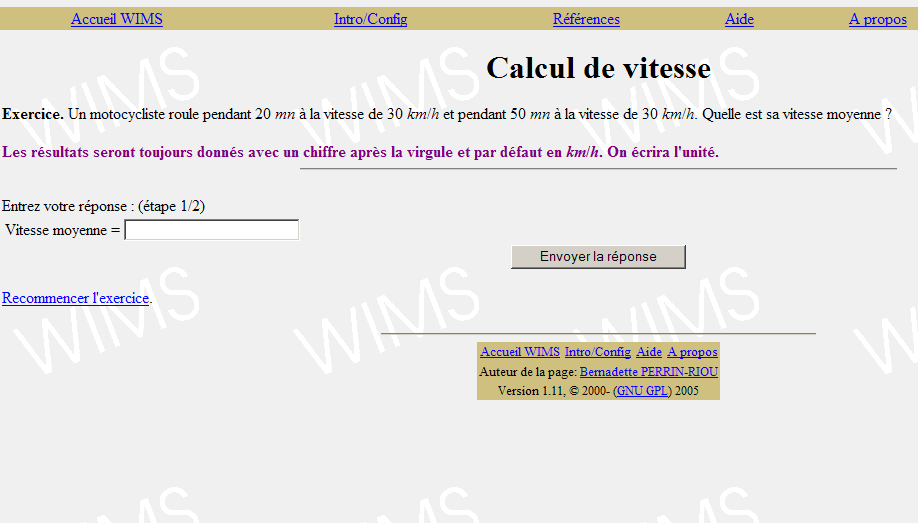 Accueil WIMS Intro/Config Références Aide A propos
Calcul de vitesse
Exercice. Un motocycliste roule pendant 20 mn à la vitesse de 30 km/h et pendant 50 mn à la vitesse de 30 km/h. Quelle est sa vitesse moyenne ?
Les résultats seront toujours donnés avec un chiffre après la virgule et par défaut en km/h. On écrira l'unité.
Entrez votre réponse : (étape 1/2)
Vitesse moyenne =
Envoyer la réponse
Recommencer l'exercice.
Accueil WIMS Intro/Config Aide A propos
Auteur de la page: Bernadette PERRIN-RIOU
Version 1.11, © 2000- (GNU GPL) 2005
WIMS WIMS WIMS W
WIMS WIMS WIMS W
WIMS WIMS WIMS W